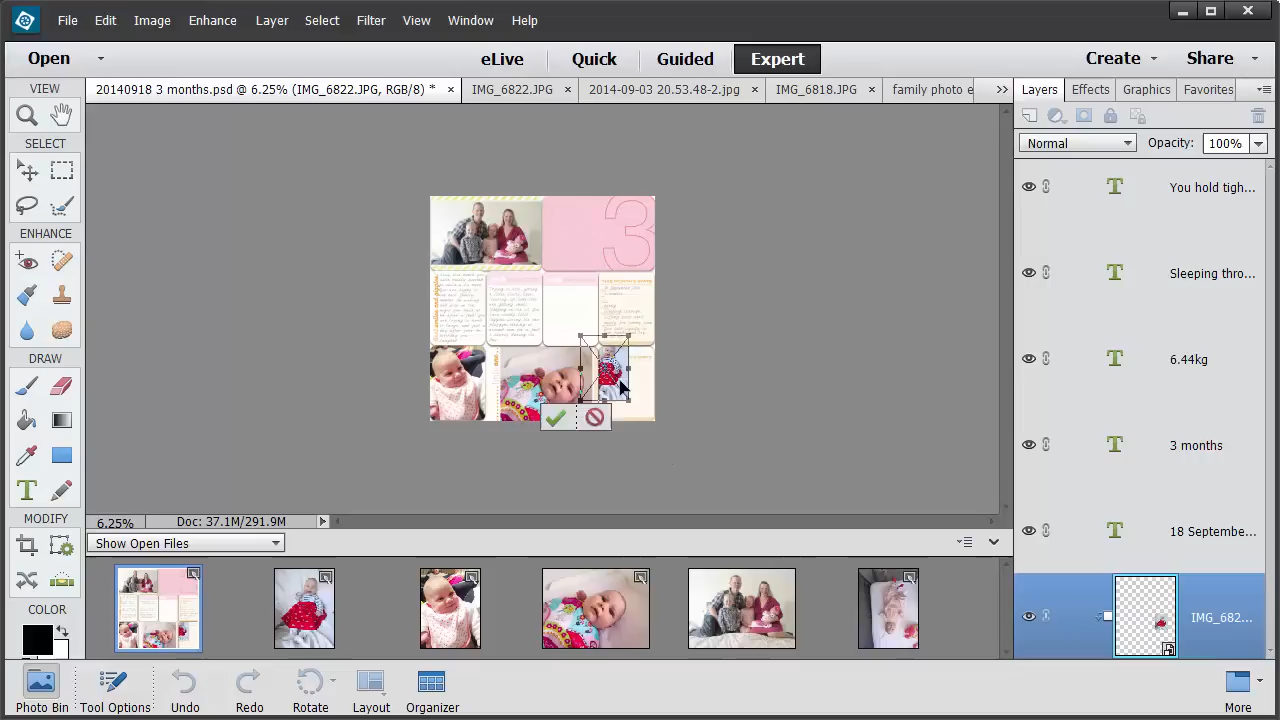 File Edit Image Enhance Layer Select Filter View Window Help
Open eLive Quick Guided Expert Create Share
VIEW
20140918 3 months.psd @ 6.25% (IMG_6822.JPG, RGB/8) * × IMG_6822.JPG × 2014-09-03 20.53.48-2.jpg × IMG_6818.JPG × family photo e
Layers Effects Graphics Favorites
Normal Opacity: 100%
SELECT
ENHANCE
DRAW
MODIFY
COLOR
3
You hold tigh...
Sleeping thro...
6.44kg
3 months
18 Septembe...
IMG_682...
6.25% Doc: 37.1M/291.9M
Show Open Files
Photo Bin Tool Options Undo Redo Rotate Layout Organizer More